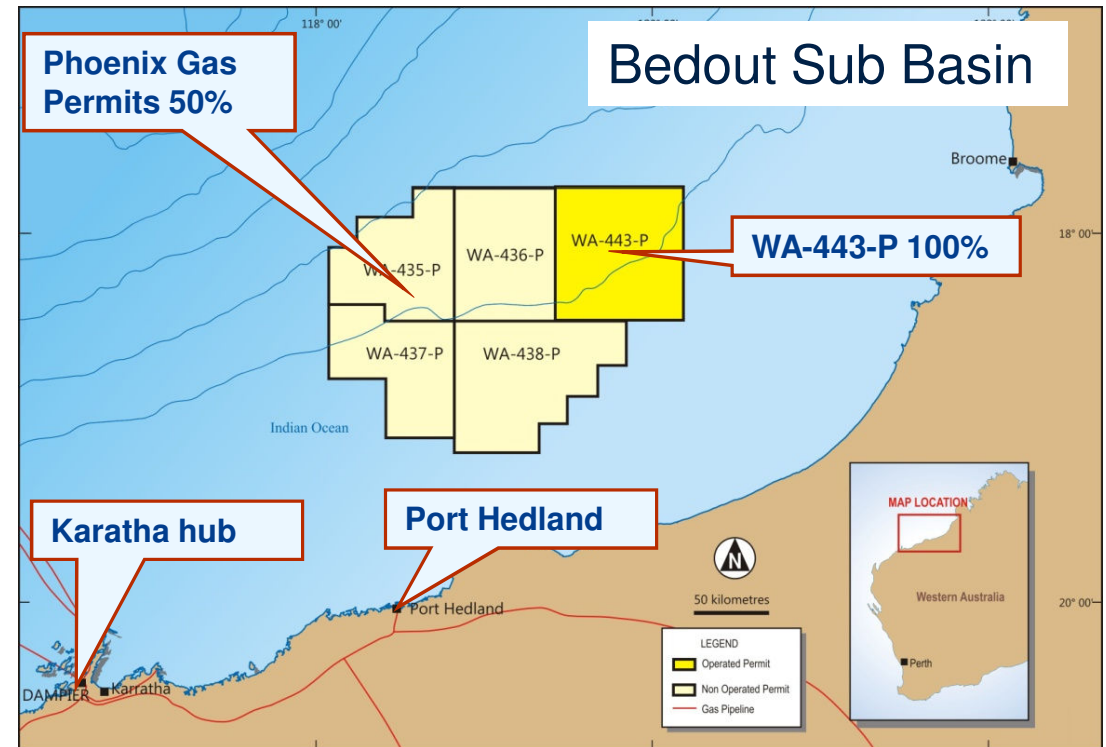 118° 00'
Bedout Sub Basin
Phoenix Gas
Permits 50%
Broome
18° 00'
WA-443-P
WA-436-P
WA-435-P
WA-443-P 100%
WA-437-P
WA-438-P
Indian Ocean
Karatha hub
Port Hedland
MAP LOCATION
N
50 kilometres
Western Australia
20° 00'
Port Hedland
LEGEND
Operated Permit
Non Operated Permit
Gas Pipeline
Perth
DAMPIER
Karratha